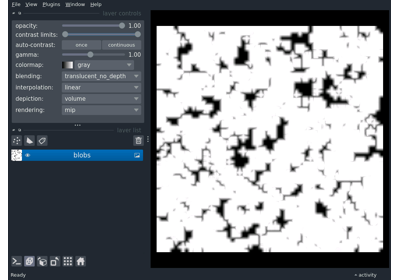 File View Plugins Window Help
layer controls
opacity: 1.00
contrast limits:
auto-contrast: once continuous
gamma: 1.00
colormap: gray
blending: translucent_no_depth
interpolation: linear
depiction: volume
rendering: mip
layer list
blobs
Ready activity